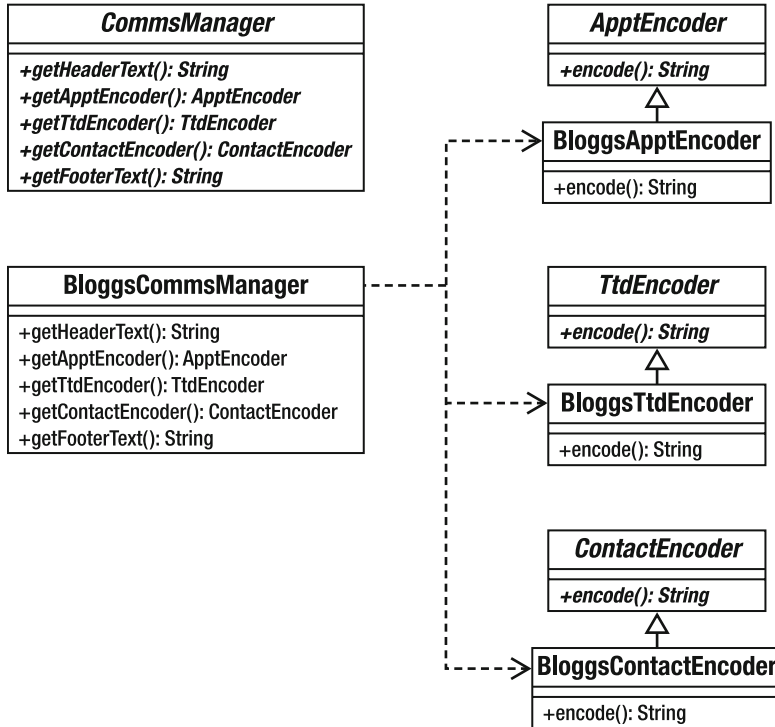 CommsManager
+getHeaderText(): String
+getApptEncoder(): ApptEncoder
+getTtdEncoder(): TtdEncoder
+getContactEncoder(): ContactEncoder
+getFooterText(): String
ApptEncoder
+encode(): String
BloggsApptEncoder
+encode(): String
BloggsCommsManager
+getHeaderText(): String
+getApptEncoder(): ApptEncoder
+getTtdEncoder(): TtdEncoder
+getContactEncoder(): ContactEncoder
+getFooterText(): String
TtdEncoder
+encode(): String
BloggsTtdEncoder
+encode(): String
ContactEncoder
+encode(): String
BloggsContactEncoder
+encode(): String